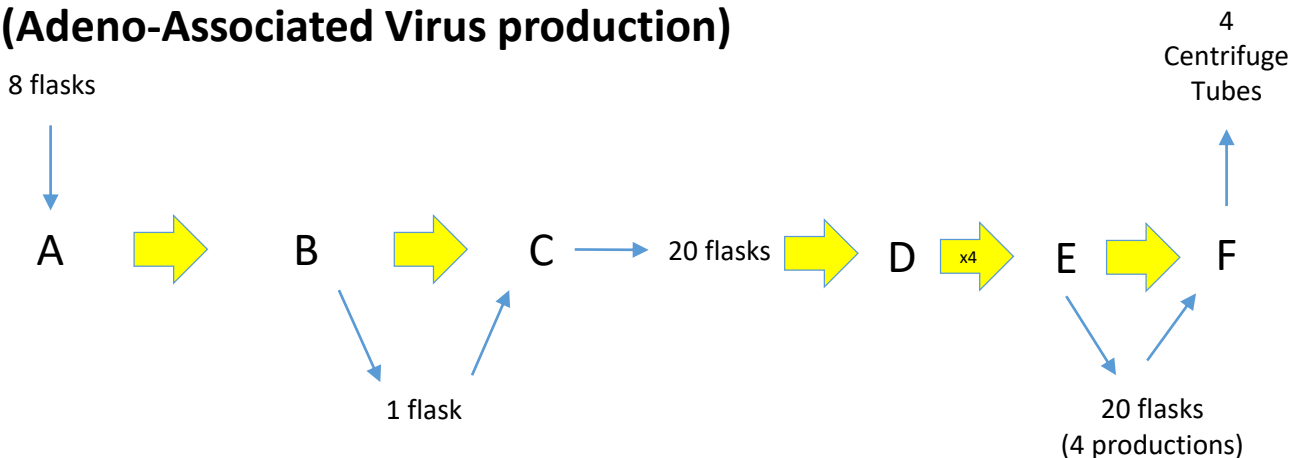 (Adeno-Associated Virus production)
4
Centrifuge
Tubes
8 flasks
A
B
C
20 flasks
D
x4
E
F
1 flask
20 flasks
(4 productions)